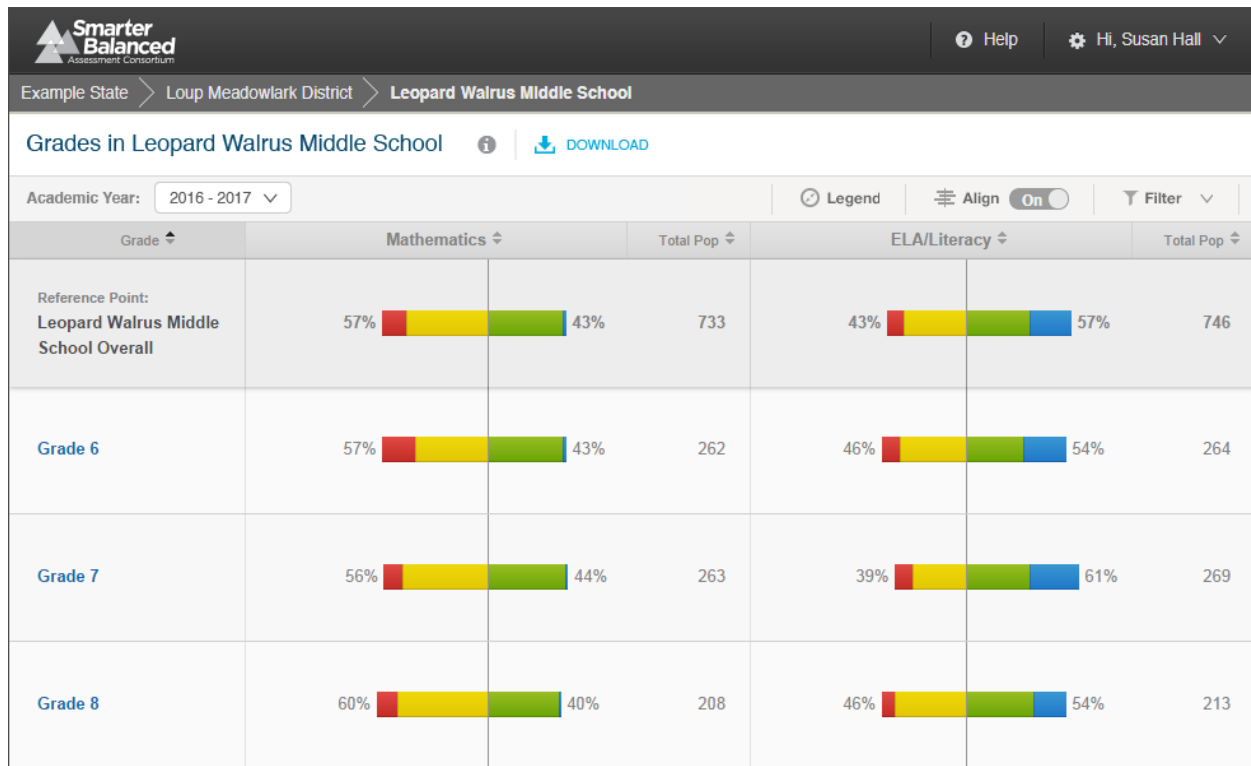 Smarter
Balanced
Assessment Consortium
Help
Hi, Susan Hall
Example State
Loup Meadowlark District
Leopard Walrus Middle School
Grades in Leopard Walrus Middle School
DOWNLOAD
Academic Year:
2016 - 2017
Legend
Align
On
Filter
Grade
Mathematics
Total Pop
ELA/Literacy
Total Pop
Reference Point:
Leopard Walrus Middle
School Overall
57%
43%
733
43%
57%
746
Grade 6
57%
43%
262
46%
54%
264
Grade 7
56%
44%
263
39%
61%
269
Grade 8
60%
40%
208
46%
54%
213